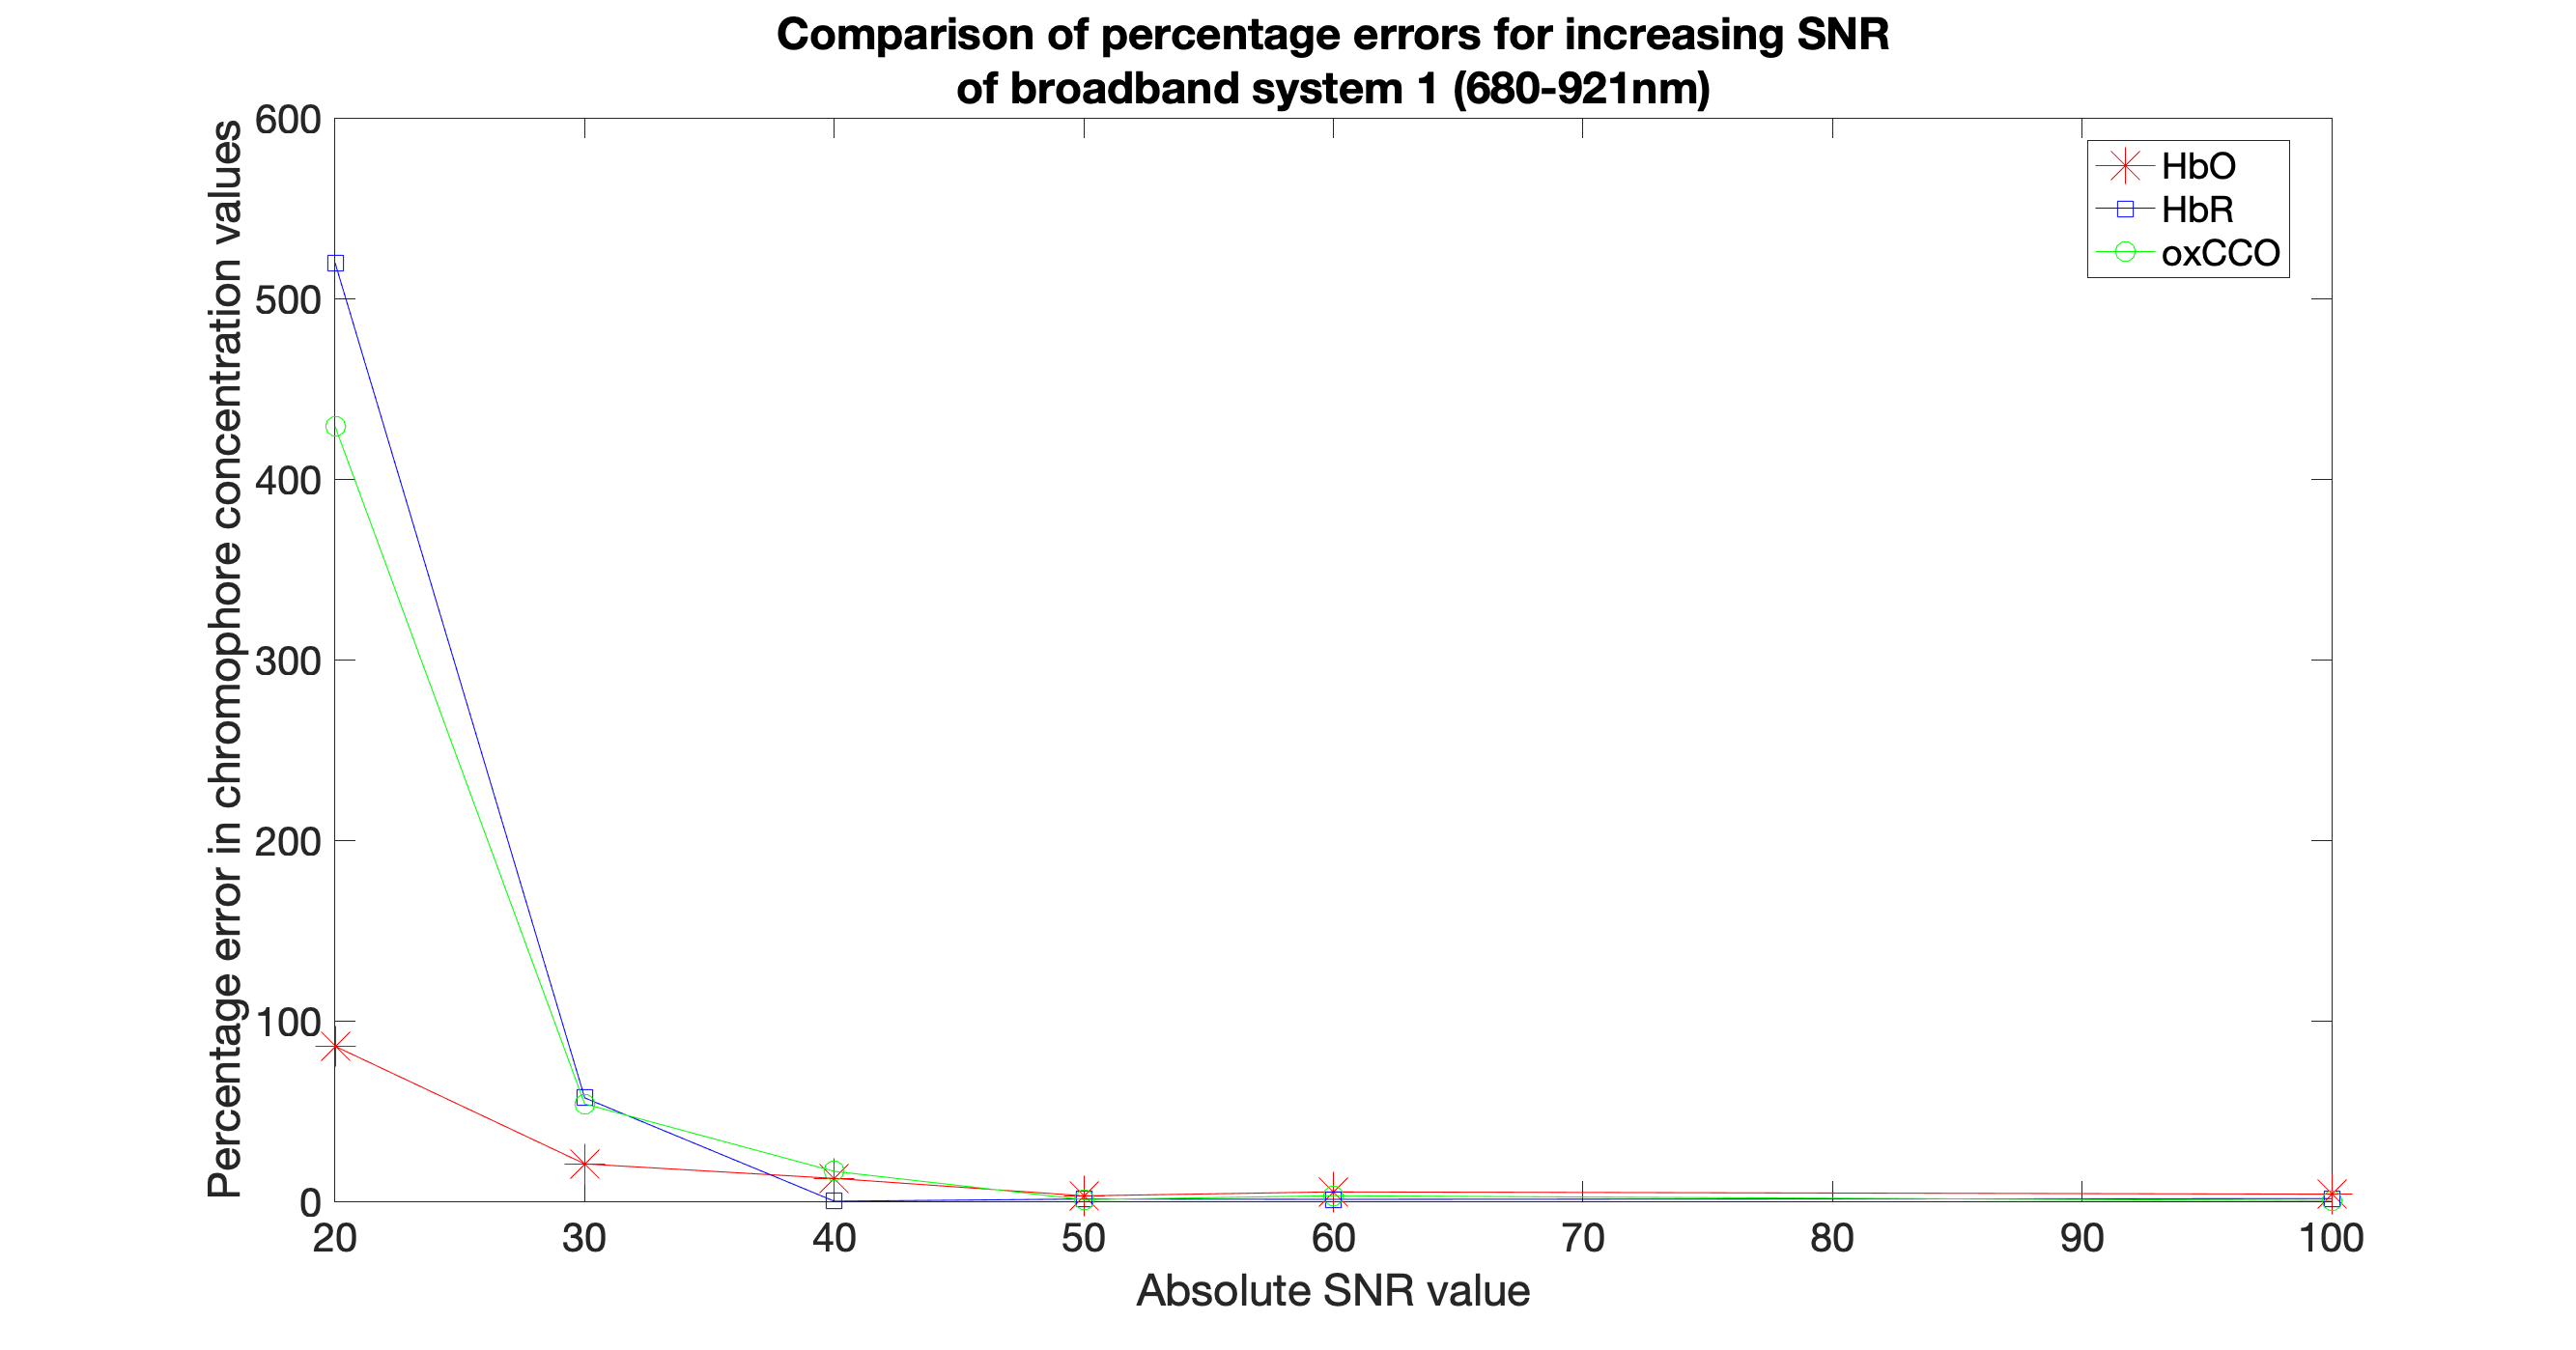 Comparison of percentage errors for increasing SNR
of broadband system 1 (680-921nm)
Percentage error in chromophore concentration values
600
500
400
300
200
100
0
HbO
HbR
oxCCO
20 30 40 50 60 70 80 90 100
Absolute SNR value